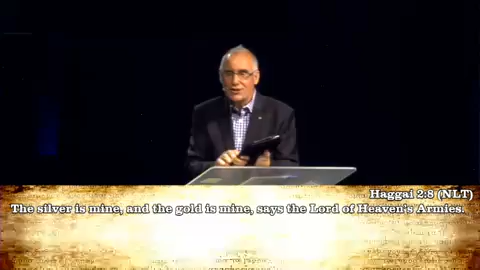 Haggai 2:8 (NLT)
The silver is mine, and the gold is mine, says the Lord of Heaven's Armies.